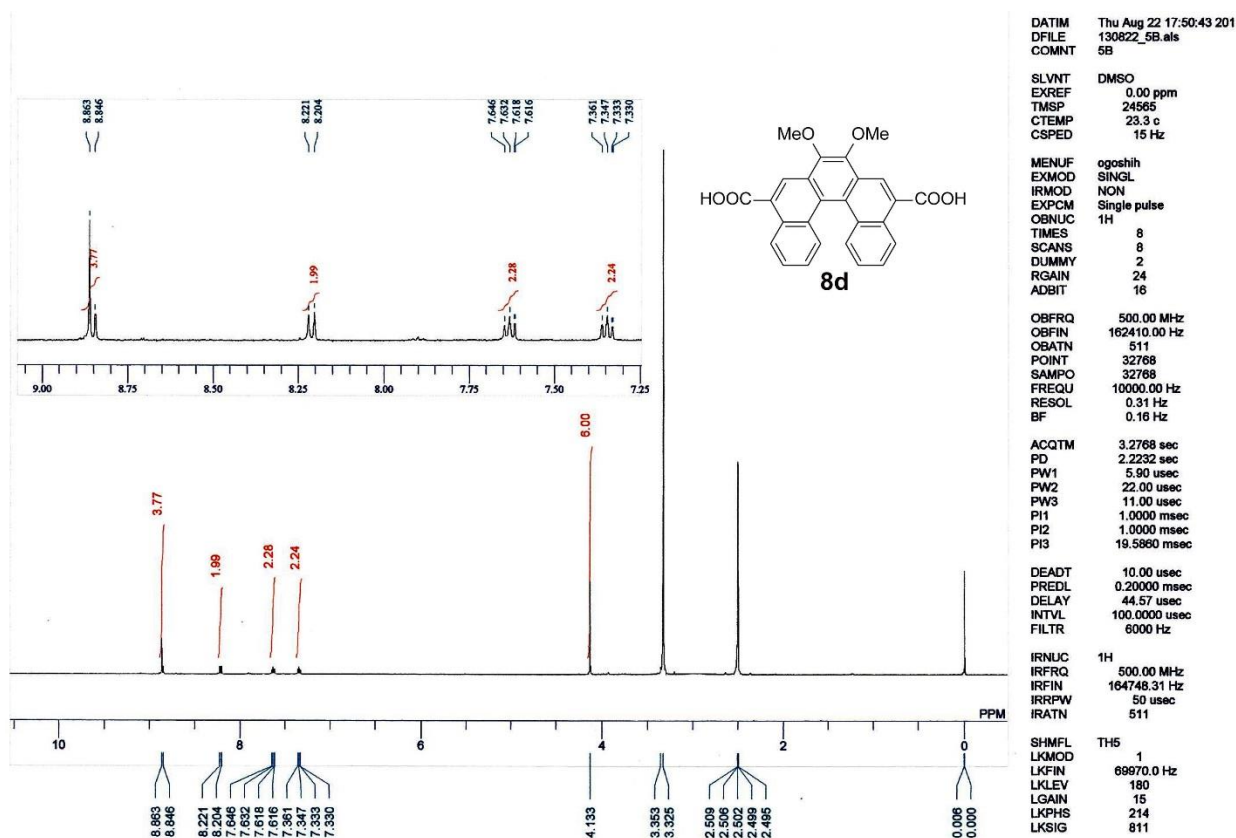 8.863
8.846
8.221
8.204
7.646
7.632
7.618
7.616
7.361
7.347
7.333
7.330
3.77
1.99
2.28
2.24
9.00 8.75 8.50 8.25 8.00 7.75 7.50 7.25
MeO OMe
HOOC COOH
8d
3.77
1.99
2.28
2.24
6.00
PPM
10 8 6 4 2 0
8.863
8.846
8.221
8.204
7.646
7.632
7.618
7.616
7.361
7.347
7.333
7.330
4.133
3.353
3.325
2.509
2.506
2.502
2.499
2.495
0.006
0.000
DATIM Thu Aug 22 17:50:43 201
DFILE 130822_5B.als
COMNT 5B
SLVNT DMSO
EXREF 0.00 ppm
TMSP 24565
CTEMP 23.3 c
CSPED 15 Hz
MENUF ogoshih
EXMOD SINGL
IRMOD NON
EXPCM Single pulse
OBNUC 1H
TIMES 8
SCANS 8
DUMMY 2
RGAIN 24
ADBIT 16
OBFRQ 500.00 MHz
OBFIN 162410.00 Hz
OBATN 511
POINT 32768
SAMPO 32768
FREQU 10000.00 Hz
RESOL 0.31 Hz
BF 0.16 Hz
ACQTM 3.2768 sec
PD 2.2232 sec
PW1 5.90 usec
PW2 22.00 usec
PW3 11.00 usec
PI1 1.0000 msec
PI2 1.0000 msec
PI3 19.5860 msec
DEADT 10.00 usec
PREDL 0.20000 msec
DELAY 44.57 usec
INTVL 100.0000 usec
FILTR 6000 Hz
IRNUC 1H
IRFRQ 500.00 MHz
IRFIN 164748.31 Hz
IRRPW 50 usec
IRATN 511
SHMFL TH5
LKMOD 1
LKFIN 69970.0 Hz
LKLEV 180
LGAIN 15
LKPHS 214
LKSIG 811